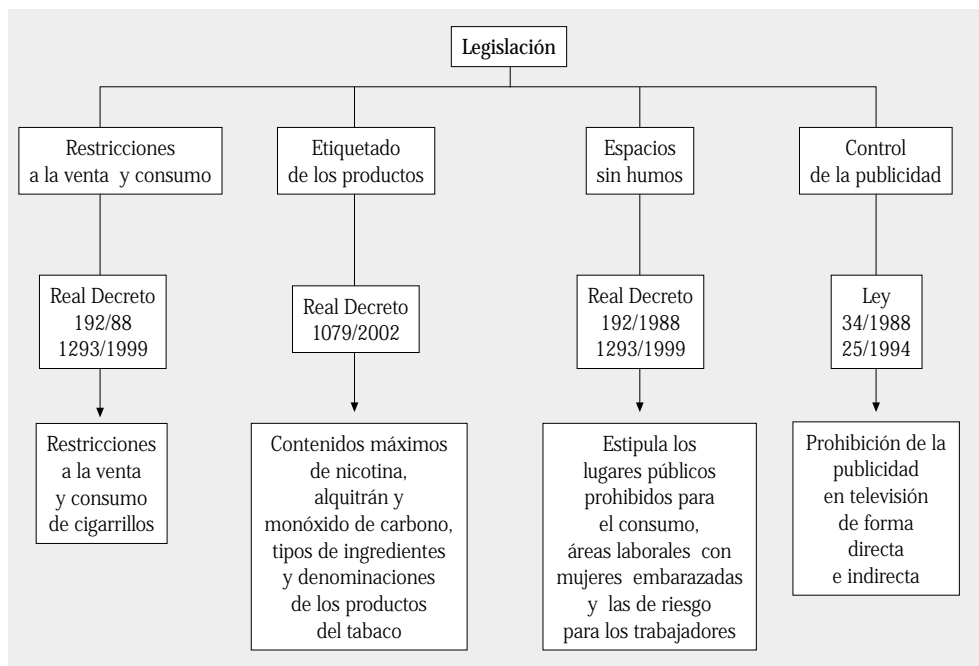 Legislación
Restricciones
a la venta y consumo
Etiquetado
de los productos
Espacios
sin humos
Control
de la publicidad
Real Decreto
192/88
1293/1999
Real Decreto
1079/2002
Real Decreto
192/1988
1293/1999
Ley
34/1988
25/1994
Restricciones
a la venta
y consumo
de cigarrillos
Contenidos máximos
de nicotina,
alquitrán y
monóxido de carbono,
tipos de ingredientes
y denominaciones
de los productos
del tabaco
Estipula los
lugares públicos
prohibidos para
el consumo,
áreas laborales con
mujeres embarazadas
y las de riesgo
para los trabajadores
Prohibición de la
publicidad
en televisión
de forma
directa
e indirecta